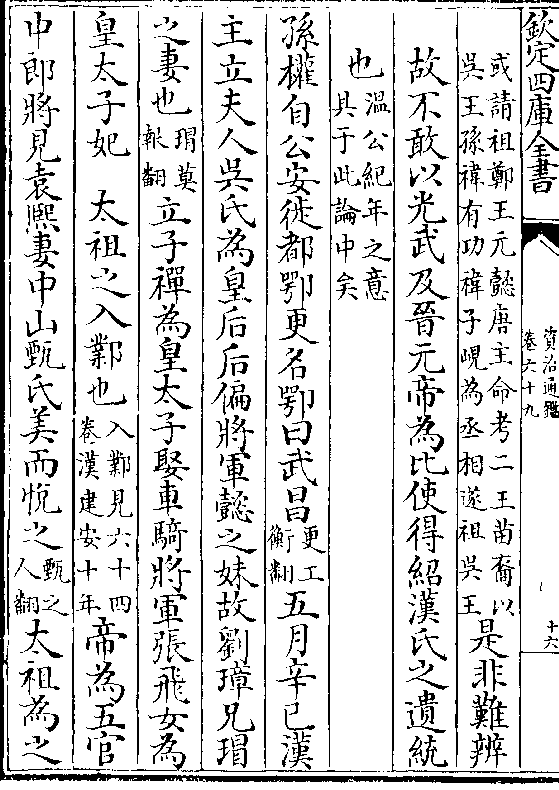 欽定四庫全書
資治通鑑
卷六十九
十六
或請祖鄭王元懿唐主命考二王苗裔以
吳王孫禕有功禕子峴為丞相遂祖吳王
是非難辨
故不敢以光武及晉元帝為比使得紹漢氏之遺統
也
溫公紀年之意
其于此論中矣
孫權自公安徙都鄂更名鄂曰武昌
更工
衡翻
五月辛巳漢
主立夫人吳氏為皇后后偏將軍懿之妹故劉璋兄瑁
之妻也
瑁莫
報翻
立子禪為皇太子娶車騎將軍張飛女為
皇太子妃　太祖之入鄴也
入鄴見六十四
卷漢建安十年
帝為五官
中郎將見袁熙妻中山甄氏美而悅之
甄之
人翻
太祖為之